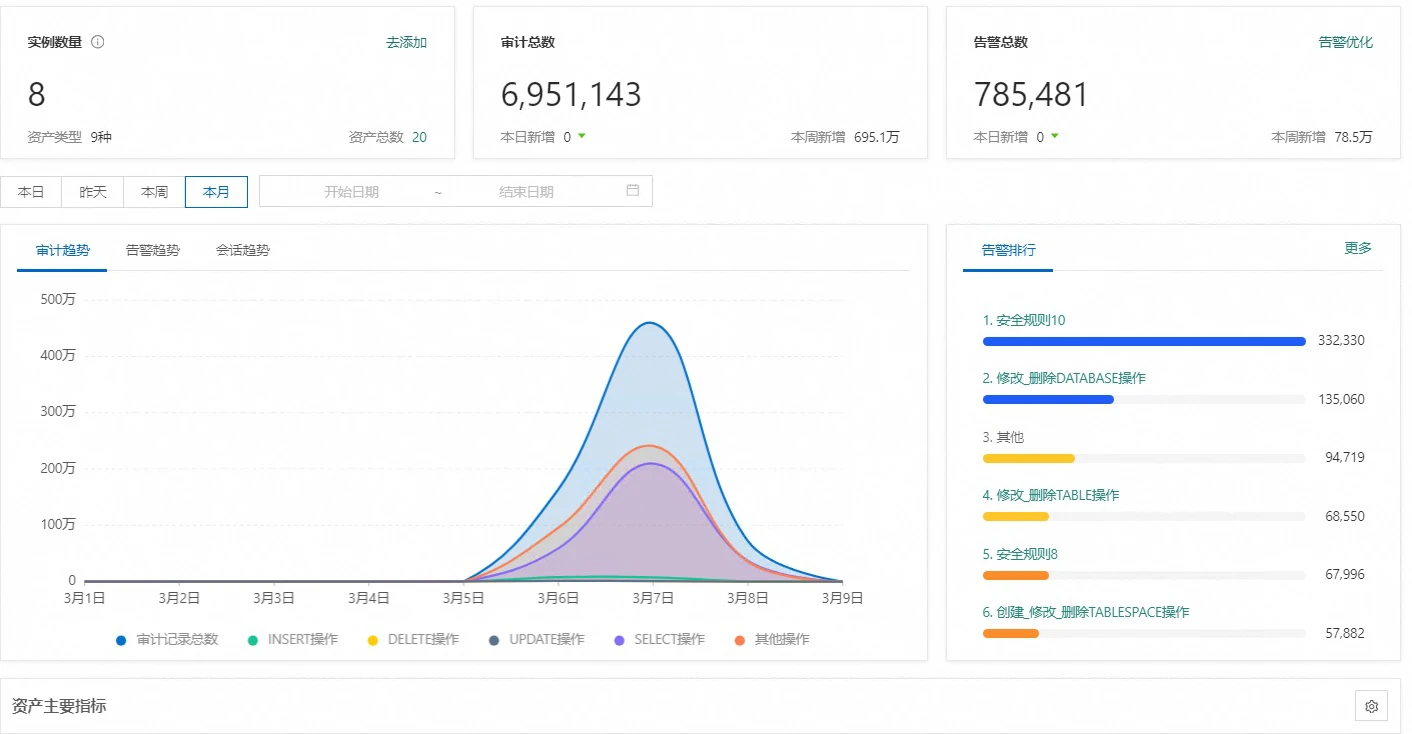 实例数量 去添加
8
资产类型 9种 资产总数 20
审计总数
6,951,143
本日新增 0 本周新增 695.1万
告警总数 告警优化
785,481
本日新增 0 本周新增 78.5万
本日 昨天 本周 本月 开始日期 ~ 结束日期
审计趋势 告警趋势 会话趋势
500万
400万
300万
200万
100万
0
3月1日 3月2日 3月3日 3月4日 3月5日 3月6日 3月7日 3月8日 3月9日
审计记录总数 INSERT操作 DELETE操作 UPDATE操作 SELECT操作 其他操作
告警排行 更多
1. 安全规则10
332,330
2. 修改_删除DATABASE操作
135,060
3. 其他
94,719
4. 修改_删除TABLE操作
68,550
5. 安全规则8
67,996
6. 创建_修改_删除TABLESPACE操作
57,882
资产主要指标